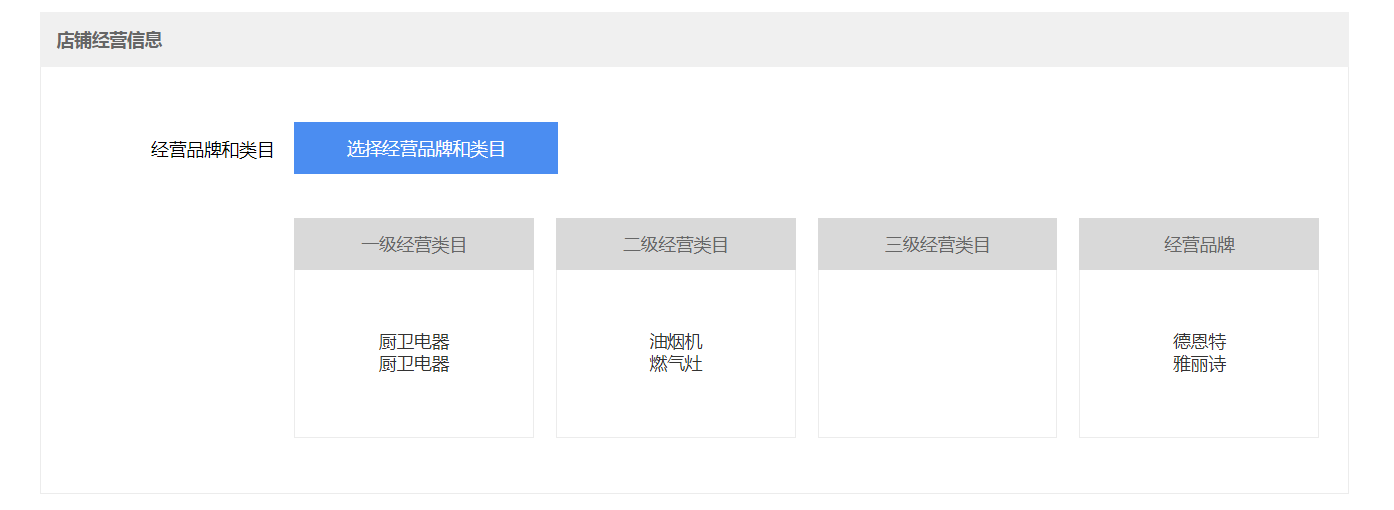 店铺经营信息
经营品牌和类目
选择经营品牌和类目
一级经营类目 二级经营类目 三级经营类目 经营品牌
厨卫电器 油烟机 德恩特
厨卫电器 燃气灶 雅丽诗